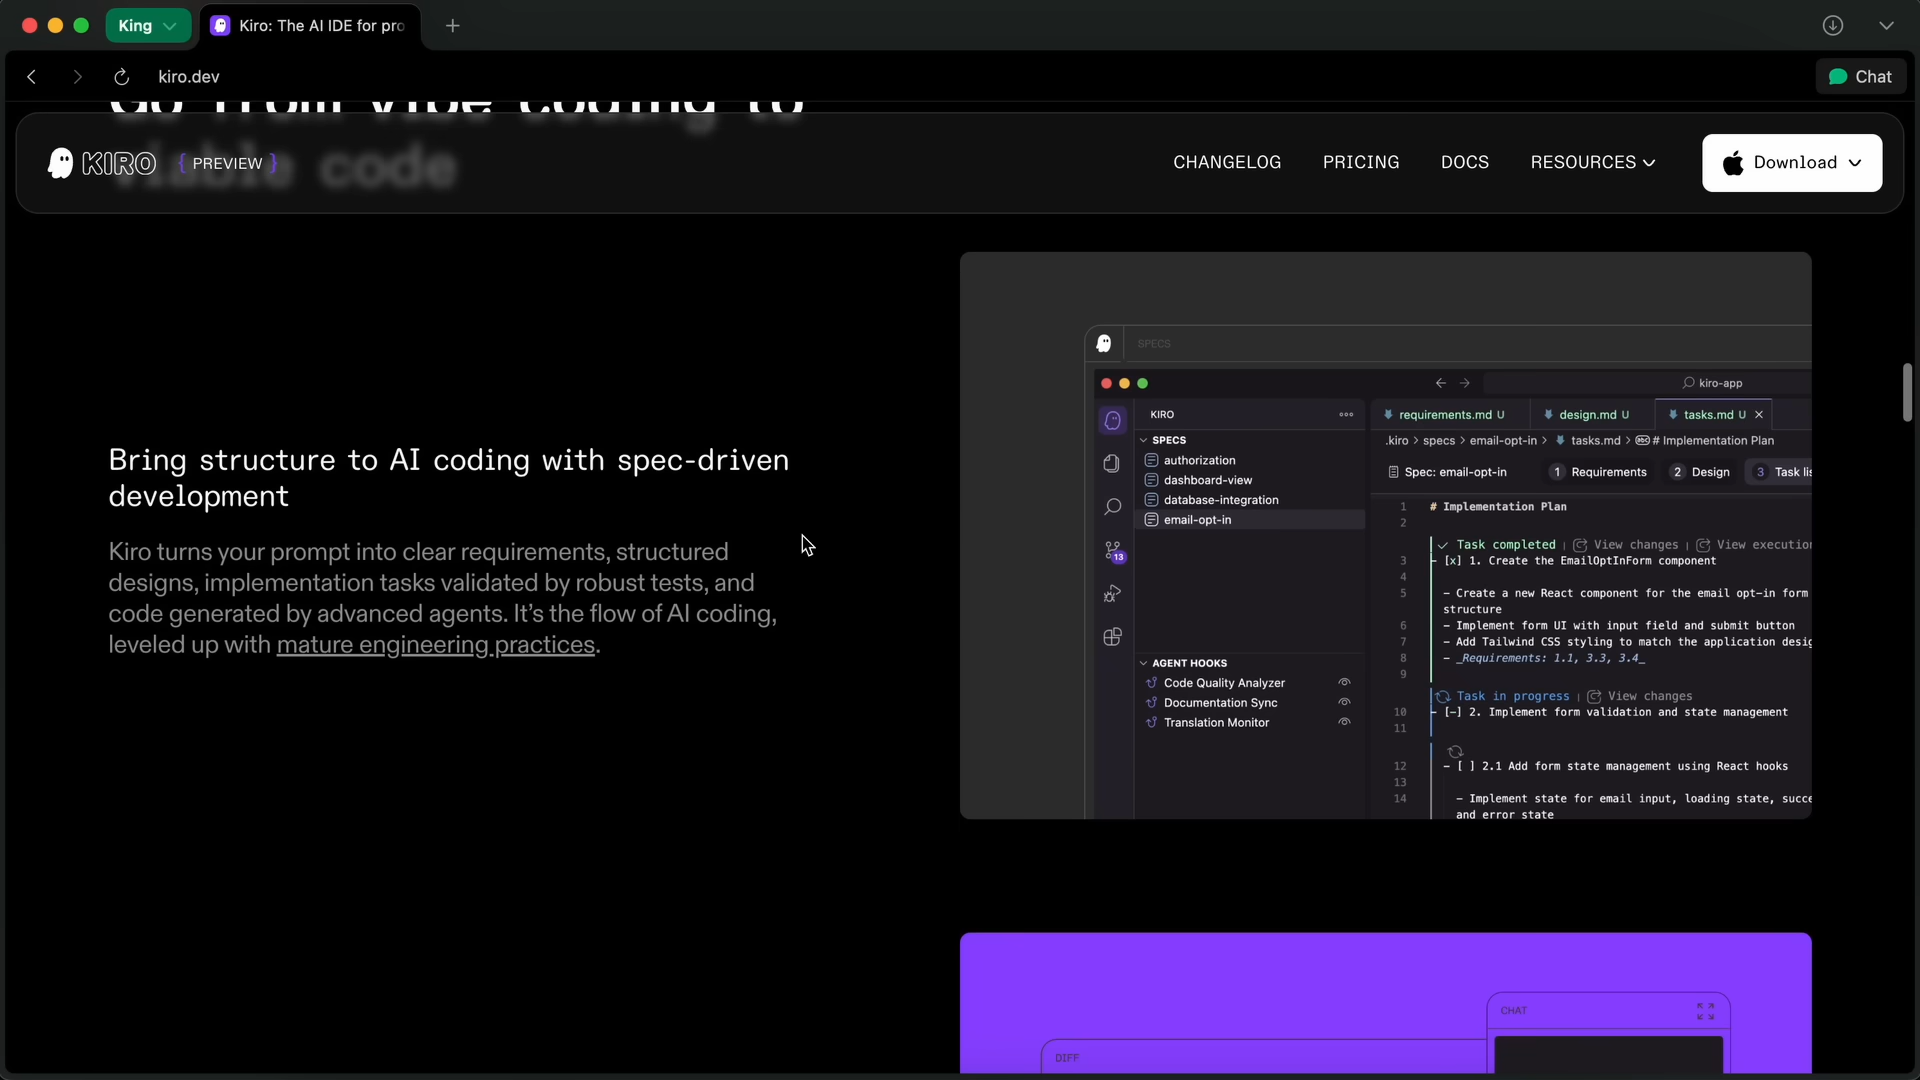 King
Kiro: The AI IDE for pro
kiro.dev
Chat
Go from vibe coding to
viable code
KIRO
{ PREVIEW }
CHANGELOG
PRICING
DOCS
RESOURCES
Download
Bring structure to AI coding with spec-driven
development
Kiro turns your prompt into clear requirements, structured
designs, implementation tasks validated by robust tests, and
code generated by advanced agents. It’s the flow of AI coding,
leveled up with mature engineering practices.
SPECS
kiro-app
KIRO
SPECS
authorization
dashboard-view
database-integration
email-opt-in
13
AGENT HOOKS
Code Quality Analyzer
Documentation Sync
Translation Monitor
requirements.md U
design.md U
tasks.md U
.kiro > specs > email-opt-in > tasks.md > # Implementation Plan
Spec: email-opt-in
1 Requirements
2 Design
3 Task lis
1 # Implementation Plan
2
Task completed | View changes | View execution
3 - [x] 1. Create the EmailOptInForm component
4
5 - Create a new React component for the email opt-in form
structure
6 - Implement form UI with input field and submit button
7 - Add Tailwind CSS styling to match the application desig
8 - _Requirements: 1.1, 3.3, 3.4_
9
Task in progress | View changes
10 - [-] 2. Implement form validation and state management
11
12 - [ ] 2.1 Add form state management using React hooks
13
14 - Implement state for email input, loading state, succe
and error state
CHAT
DIFF